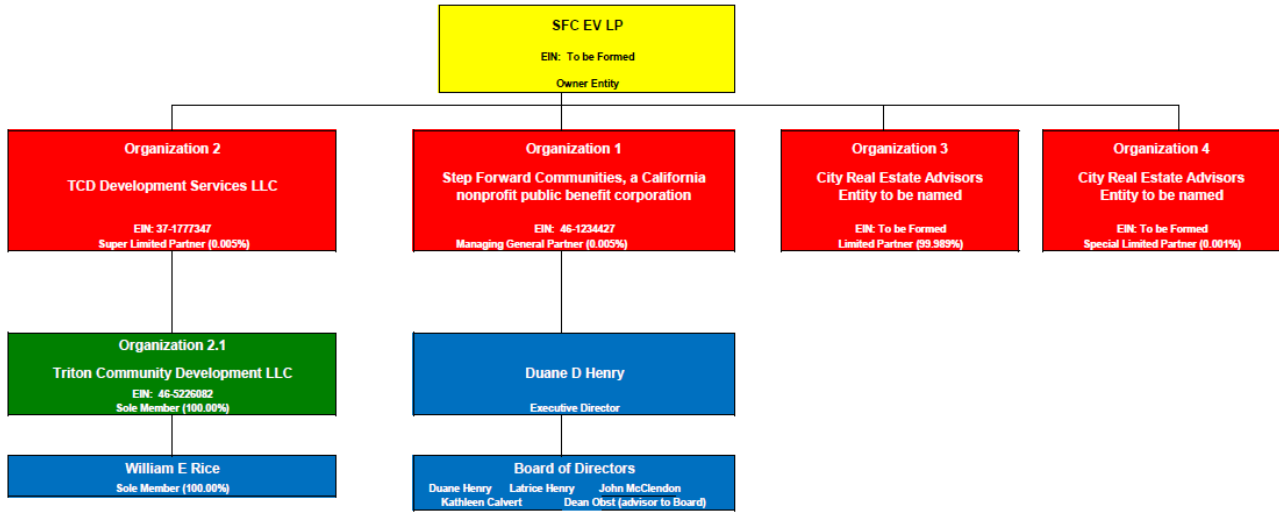 SFC EV LP
EIN: To be Formed
Owner Entity
Organization 2
TCD Development Services LLC
EIN: 37-1777347
Super Limited Partner (0.005%)
Organization 1
Step Forward Communities, a California
nonprofit public benefit corporation
EIN: 46-1234427
Managing General Partner (0.005%)
Organization 3
City Real Estate Advisors
Entity to be named
EIN: To be Formed
Limited Partner (99.989%)
Organization 4
City Real Estate Advisors
Entity to be named
EIN: To be Formed
Special Limited Partner (0.001%)
Organization 2.1
Triton Community Development LLC
EIN: 46-5226082
Sole Member (100.00%)
Duane D Henry
Executive Director
William E Rice
Sole Member (100.00%)
Board of Directors
Duane Henry Latrice Henry John McClendon
Kathleen Calvert Dean Obst (advisor to Board)